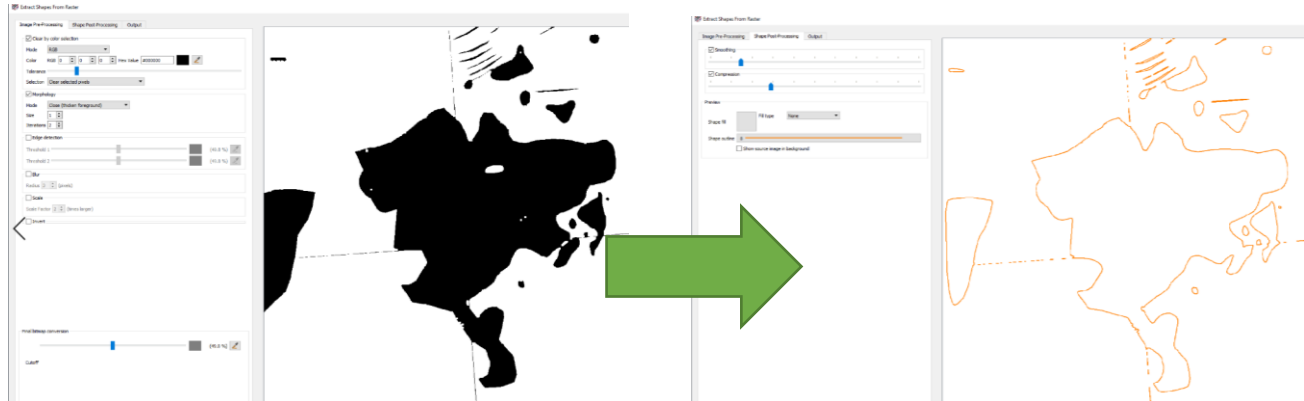 Extract Shapes From Raster
Image Pre-Processing Shape Post-Processing Output
Clear by color selection
Mode RGB
Color RGB 0 0 0 Hex Value #000000
Tolerance
Selection Clear selected pixels
Morphology
Mode Close (thicken foreground)
Size
Iterations
Edge detection
Threshold 1
Threshold 2
Blur
Radius (pixels)
Scale
Scale Factor (times larger)
Invert
Final Bitmap conversion
Cutoff
Extract Shapes From Raster
Image Pre-Processing Shape Post-Processing Output
Smoothing
Compression
Preview
Shape fill Fill type None
Shape outline
Show source image in background